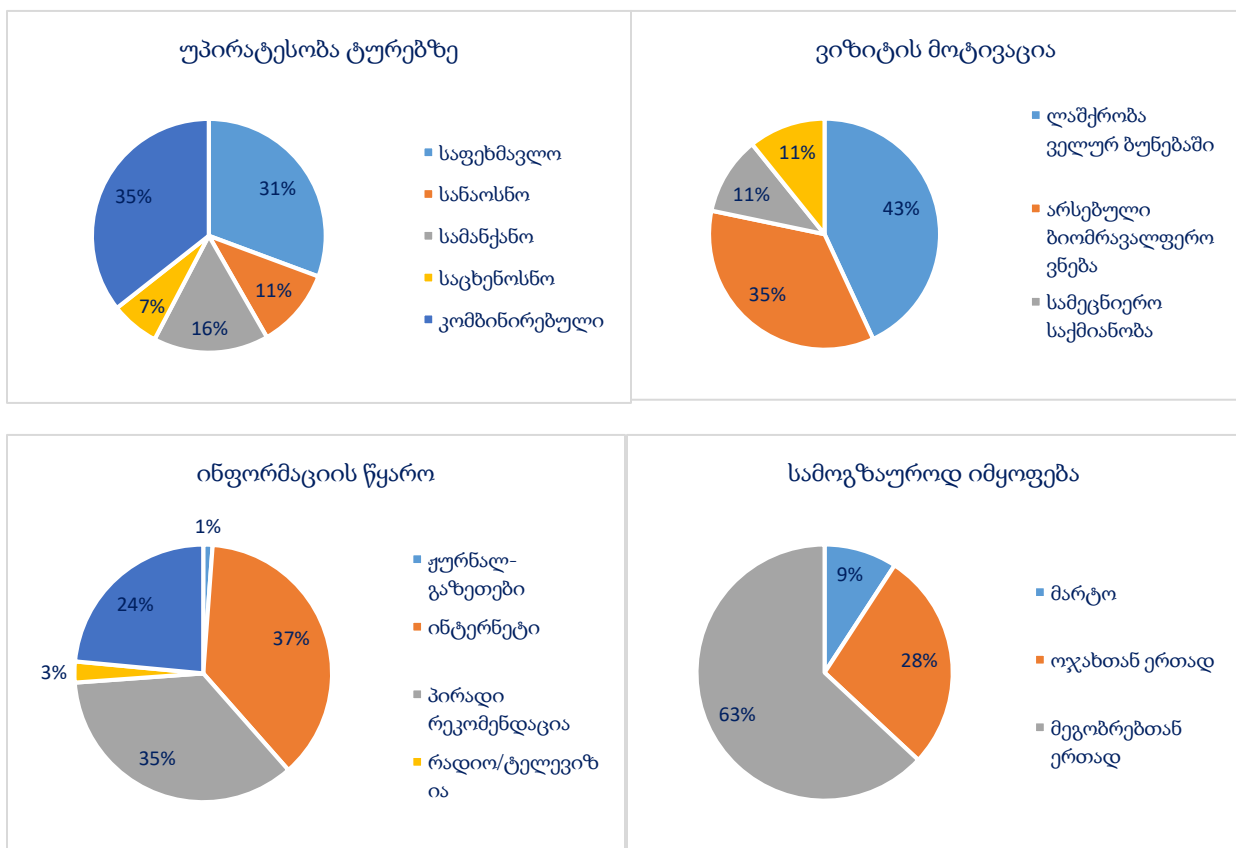 უპირატესობა ტურებზე
31%
11%
16%
7%
35%
საფეხმავლო
სანაოსნო
სამანქანო
საცხენოსნო
კომბინირებული
ვიზიტის მოტივაცია
43%
35%
11%
11%
ლაშქრობა
ველურ ბუნებაში
არსებული
ბიომრავალფერო
ვნება
სამეცნიერო
საქმიანობა
ინფორმაციის წყარო
1%
37%
35%
3%
24%
ჟურნალ-
გაზეთები
ინტერნეტი
პირადი
რეკომენდაცია
რადიო/ტელევიზ
ია
სამოგზაუროდ იმყოფება
9%
28%
63%
მარტო
ოჯახთან ერთად
მეგობრებთან
ერთად